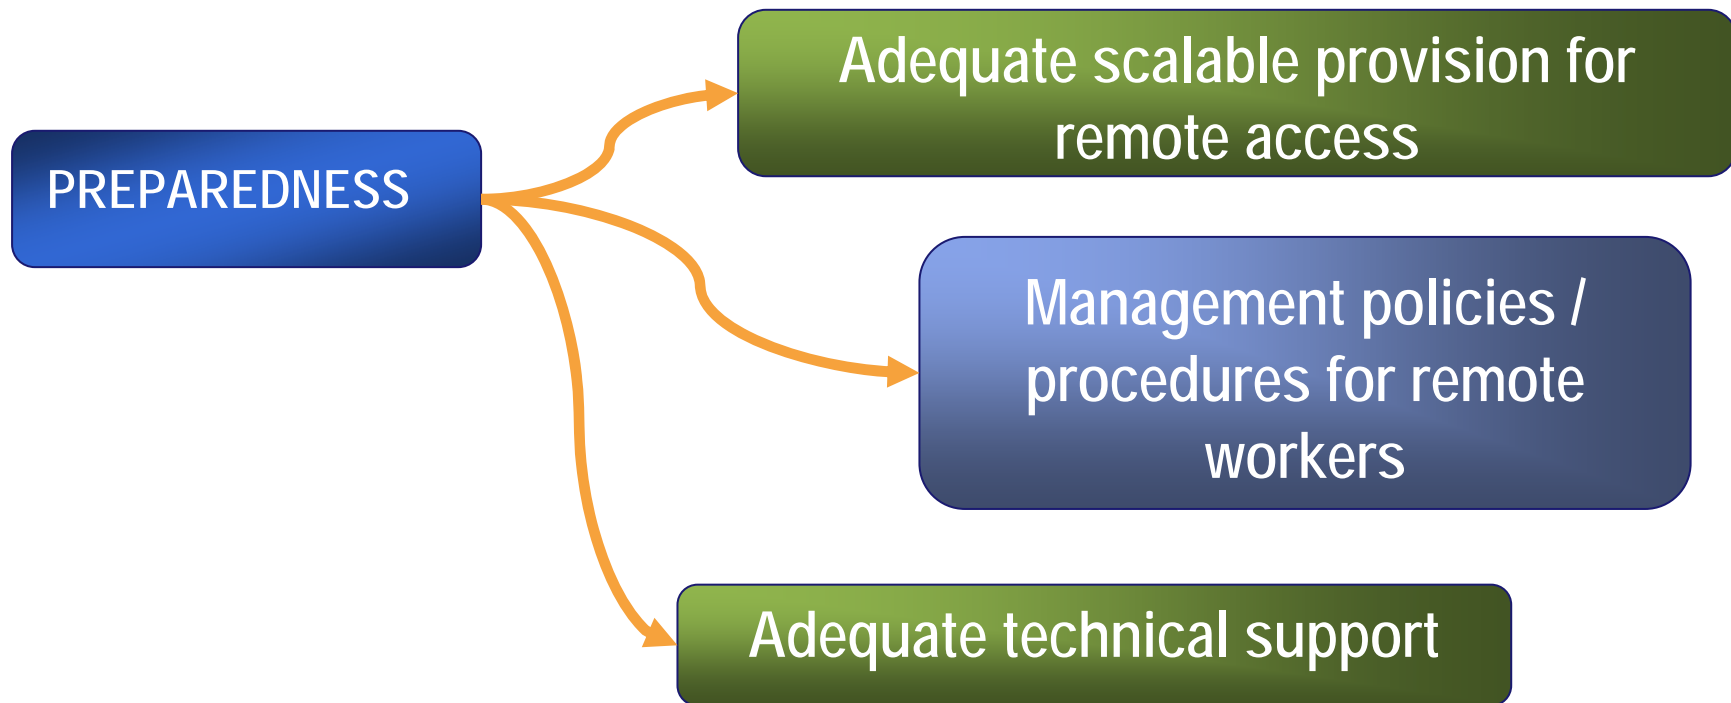 Adequate scalable provision for
remote access
PREPAREDNESS
Management policies /
procedures for remote
workers
Adequate technical support